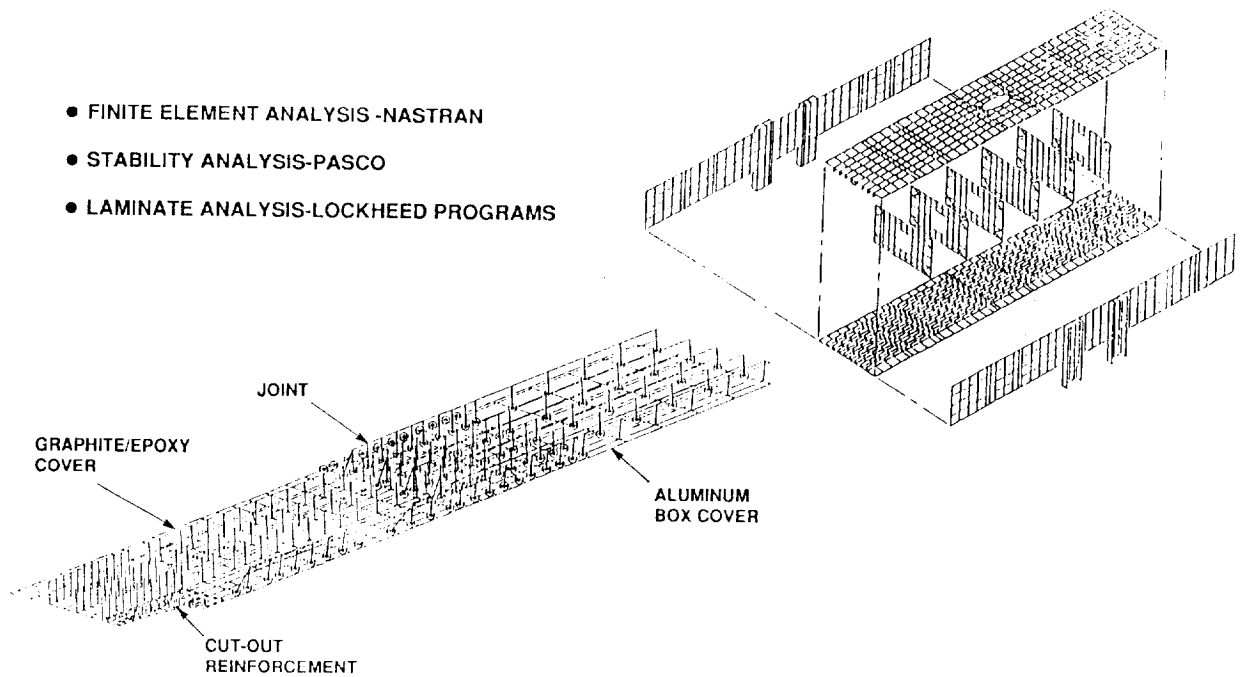 ● FINITE ELEMENT ANALYSIS -NASTRAN
● STABILITY ANALYSIS-PASCO
● LAMINATE ANALYSIS-LOCKHEED PROGRAMS
JOINT
GRAPHITE/EPOXY
COVER
ALUMINUM
BOX COVER
CUT-OUT
REINFORCEMENT